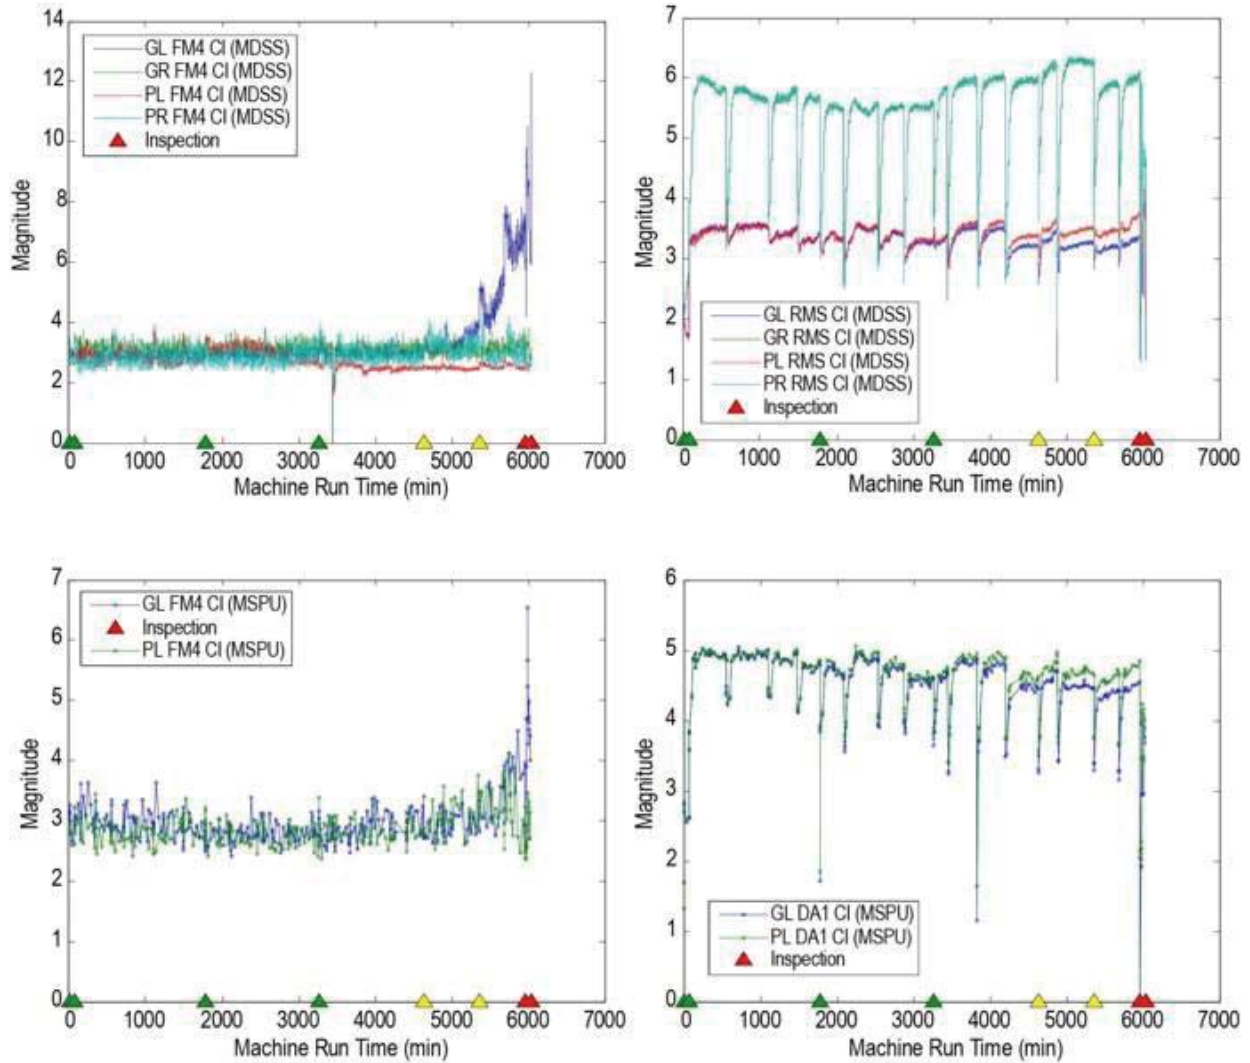 14
12
10
8
6
4
2
0
Magnitude
GL FM4 CI (MDSS)
GR FM4 CI (MDSS)
PL FM4 CI (MDSS)
PR FM4 CI (MDSS)
Inspection
0 1000 2000 3000 4000 5000 6000 7000
Machine Run Time (min)
7
6
5
4
3
2
1
0
Magnitude
GL RMS CI (MDSS)
GR RMS CI (MDSS)
PL RMS CI (MDSS)
PR RMS CI (MDSS)
Inspection
0 1000 2000 3000 4000 5000 6000 7000
Machine Run Time (min)
7
6
5
4
3
2
1
0
Magnitude
GL FM4 CI (MSPU)
Inspection
PL FM4 CI (MSPU)
0 1000 2000 3000 4000 5000 6000 7000
Machine Run Time (min)
6
5
4
3
2
1
0
Magnitude
GL DA1 CI (MSPU)
PL DA1 CI (MSPU)
Inspection
0 1000 2000 3000 4000 5000 6000 7000
Machine Run Time (min)